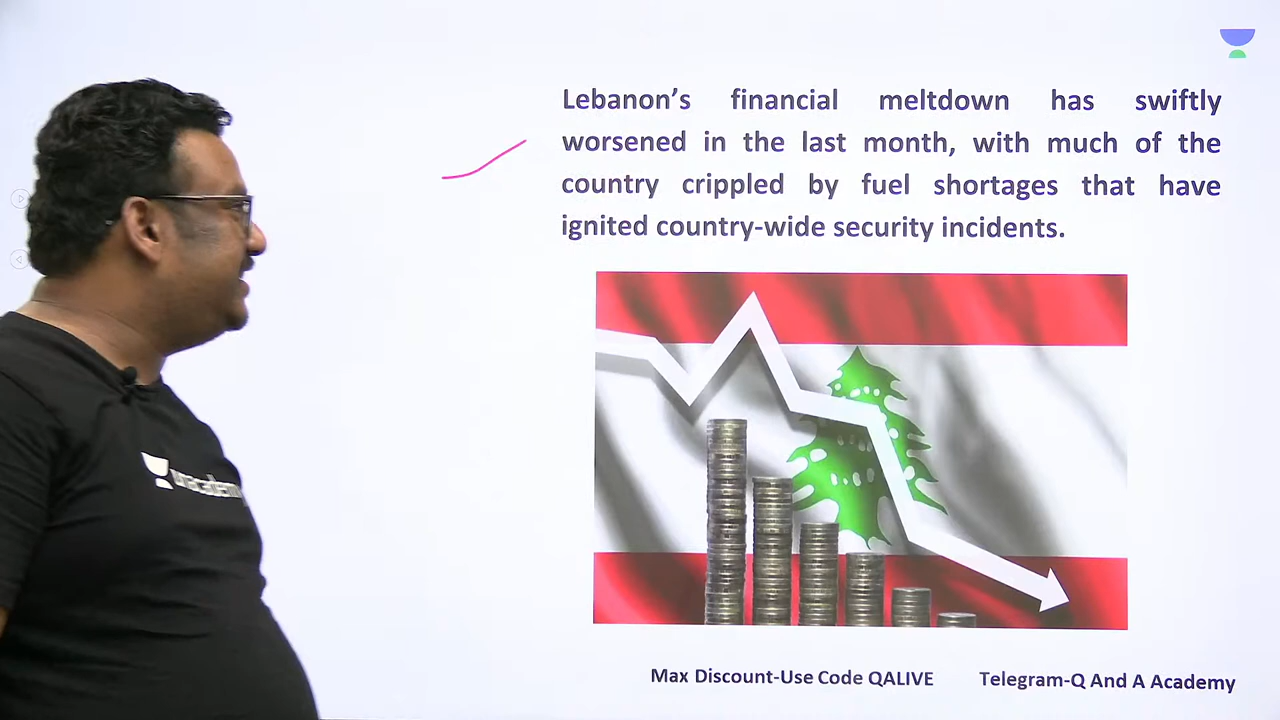 Lebanon's financial meltdown has swiftly
worsened in the last month, with much of the
country crippled by fuel shortages that have
ignited country-wide security incidents.
unacademy
Max Discount-Use Code QALIVE
Telegram-Q And A Academy